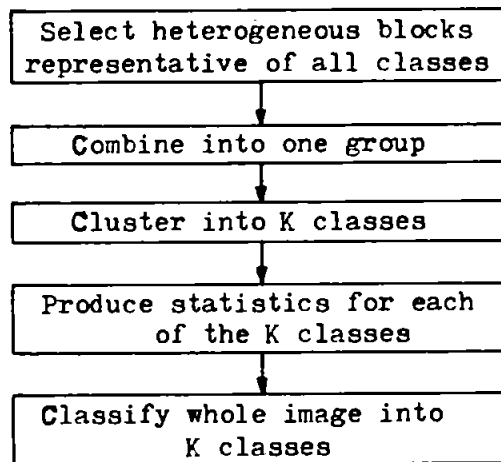 Select heterogeneous blocks
representative of all classes
Combine into one group
Cluster into K classes
Produce statistics for each
of the K classes
Classify whole image into
K classes